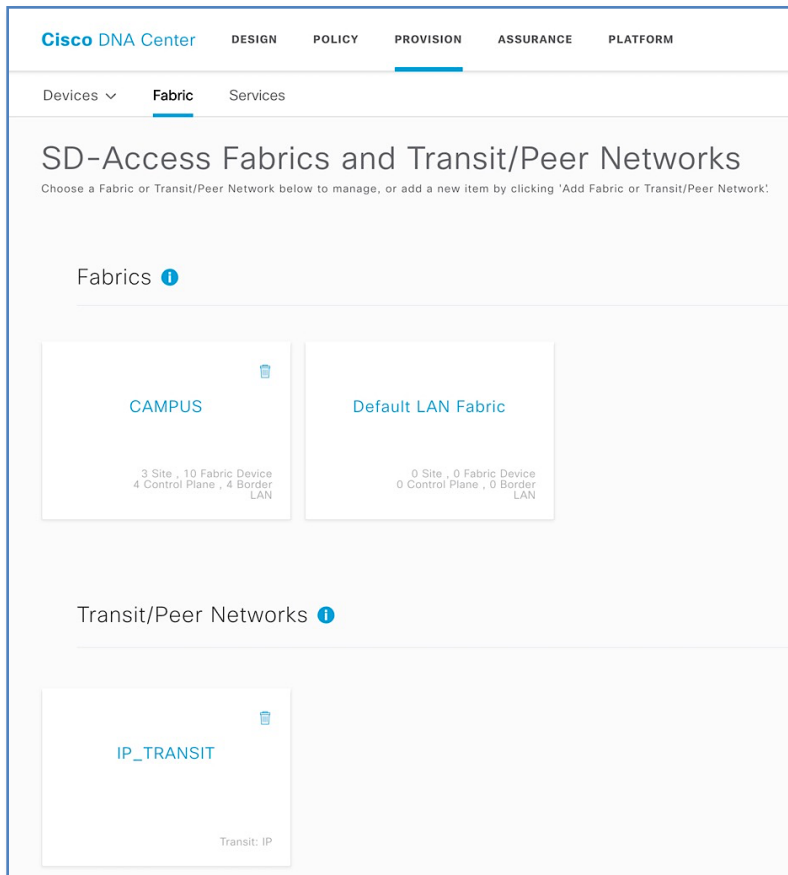 Cisco DNA Center DESIGN POLICY PROVISION ASSURANCE PLATFORM
Devices Fabric Services
SD-Access Fabrics and Transit/Peer Networks
Choose a Fabric or Transit/Peer Network below to manage, or add a new item by clicking 'Add Fabric or Transit/Peer Network'.
Fabrics i
CAMPUS
3 Site , 10 Fabric Device
4 Control Plane , 4 Border
LAN
Default LAN Fabric
0 Site , 0 Fabric Device
0 Control Plane , 0 Border
LAN
Transit/Peer Networks i
IP_TRANSIT
Transit: IP